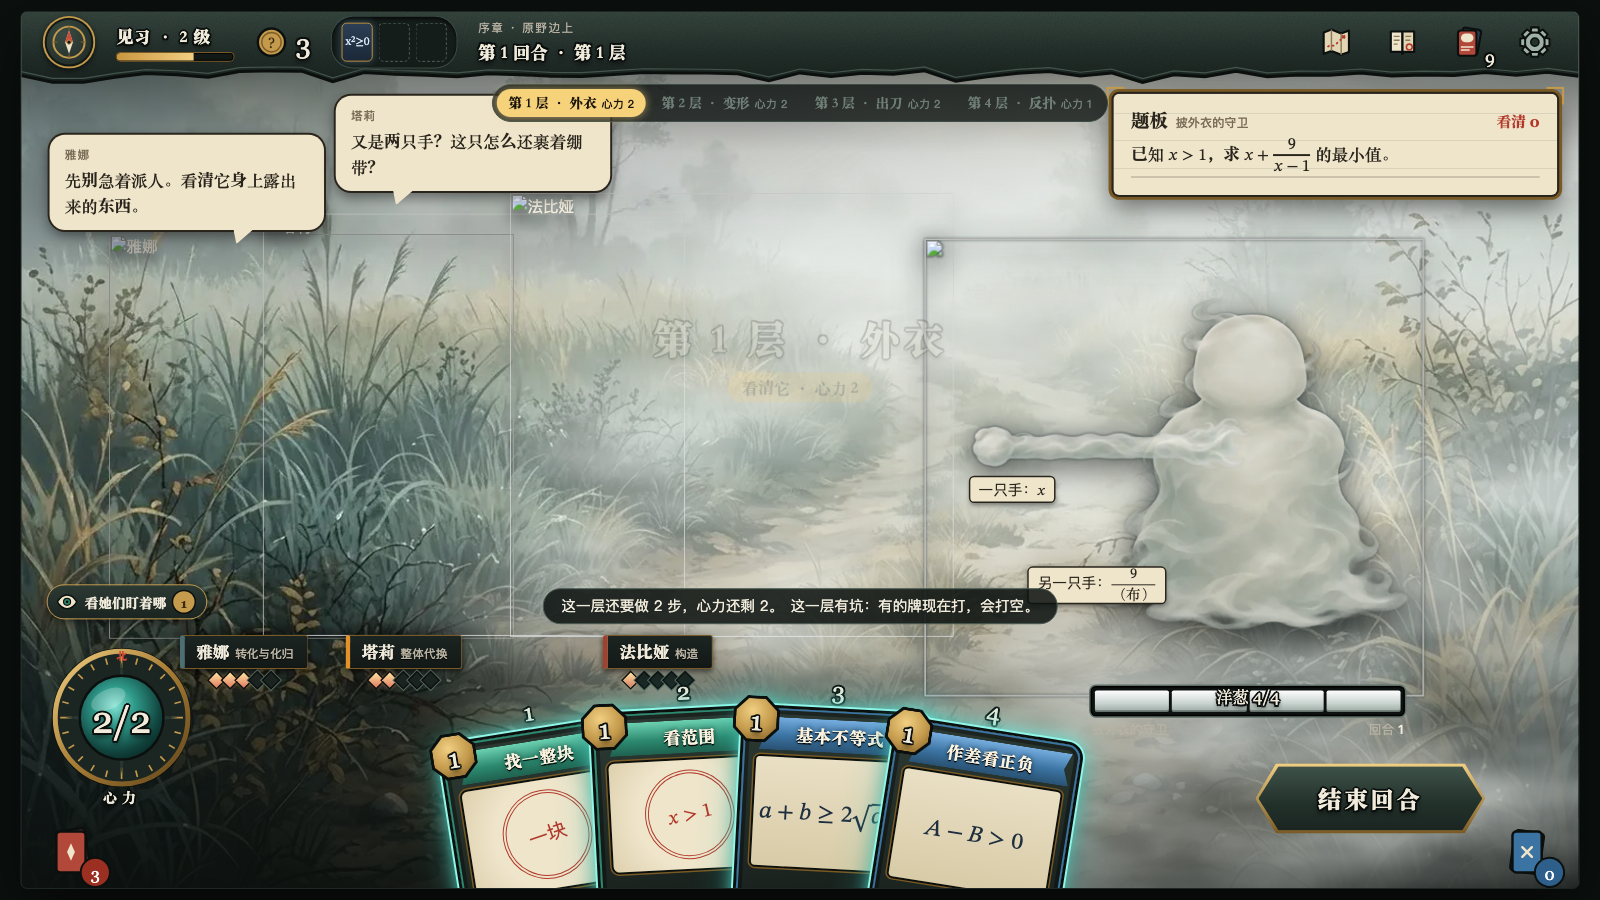 见习 · 2 级
3
x²≥0
序章 · 原野边上
第 1 回合 · 第 1 层
9
第 1 层 · 外衣 心力 2
第 2 层 · 变形 心力 2
第 3 层 · 出刀 心力 2
第 4 层 · 反扑 心力 1
塔莉
又是两只手？这只怎么还裹着绷
带？
雅娜
先别急着派人。看清它身上露出
来的东西。
题板 披外衣的守卫
看清 0
已知 x > 1，求 x + 9/(x − 1) 的最小值。
法比娅
雅娜
第 1 层 · 外衣
看清它 · 心力 2
一只手：x
另一只手：9/（布）
看她们盯着哪 1
这一层还要做 2 步，心力还剩 2。 这一层有坑：有的牌现在打，会打空。
雅娜 转化与化归
塔莉 整体代换
法比娅 构造
2/2
心 力
洋葱 4/4
回合 1
1
1
找一整块
一块
2
1
看范围
x > 1
3
1
基本不等式
a + b ≥ 2√
4
1
作差看正负
A − B > 0
结束回合
3
0